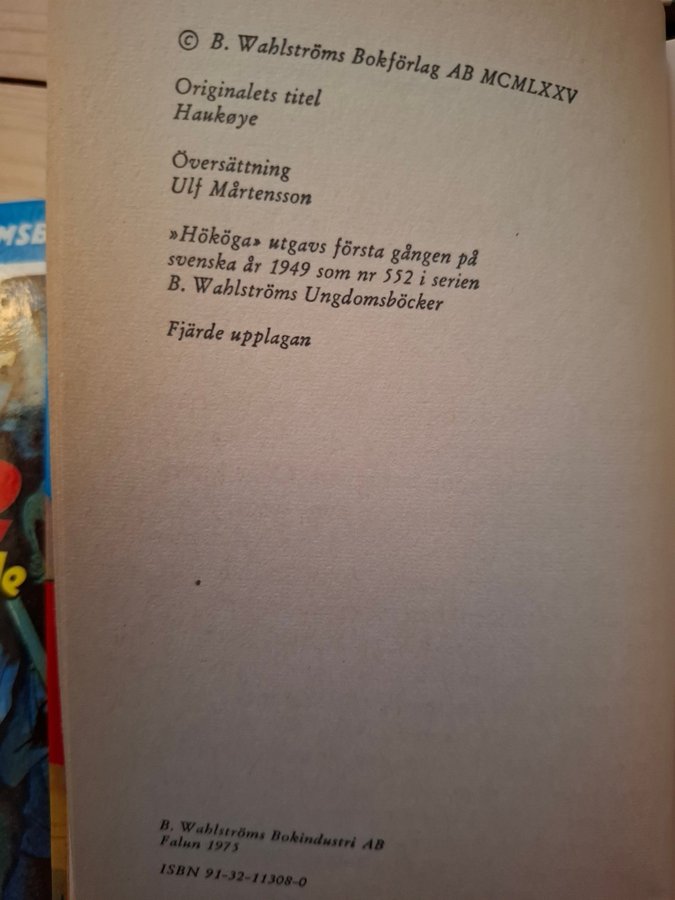 © B. Wahlströms Bokförlag AB MCMLXXV
Originalets titel
Haukøye
Översättning
Ulf Mårtensson
»Hököga» utgavs första gången på
svenska år 1949 som nr 552 i serien
B. Wahlströms Ungdomsböcker
Fjärde upplagan
B. Wahlströms Bokindustri AB
Falun 1975
ISBN 91-32-11308-0